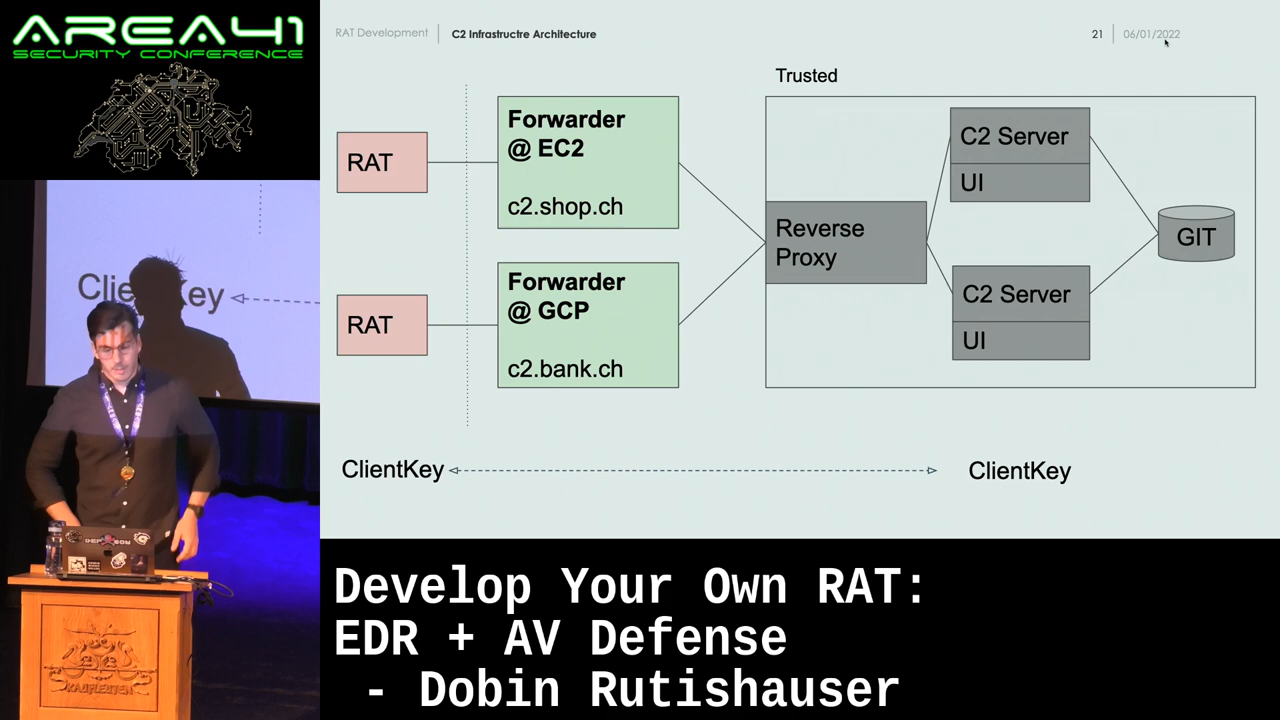 AREA41
SECURITY CONFERENCE
RAT Development
C2 Infrastructre Architecture
21
06/01/2022
Trusted
RAT
Forwarder
@ EC2
c2.shop.ch
C2 Server
UI
Reverse
Proxy
GIT
RAT
Forwarder
@ GCP
c2.bank.ch
C2 Server
UI
ClientKey
ClientKey
KAUFLEUTEN
Develop Your Own RAT:
EDR + AV Defense
- Dobin Rutishauser